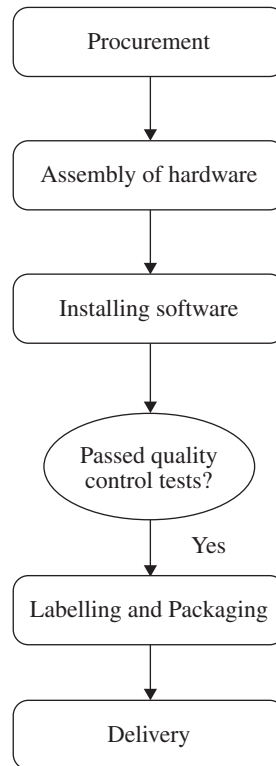 Procurement
Assembly of hardware
Installing software
Passed quality
control tests?
Yes
Labelling and Packaging
Delivery